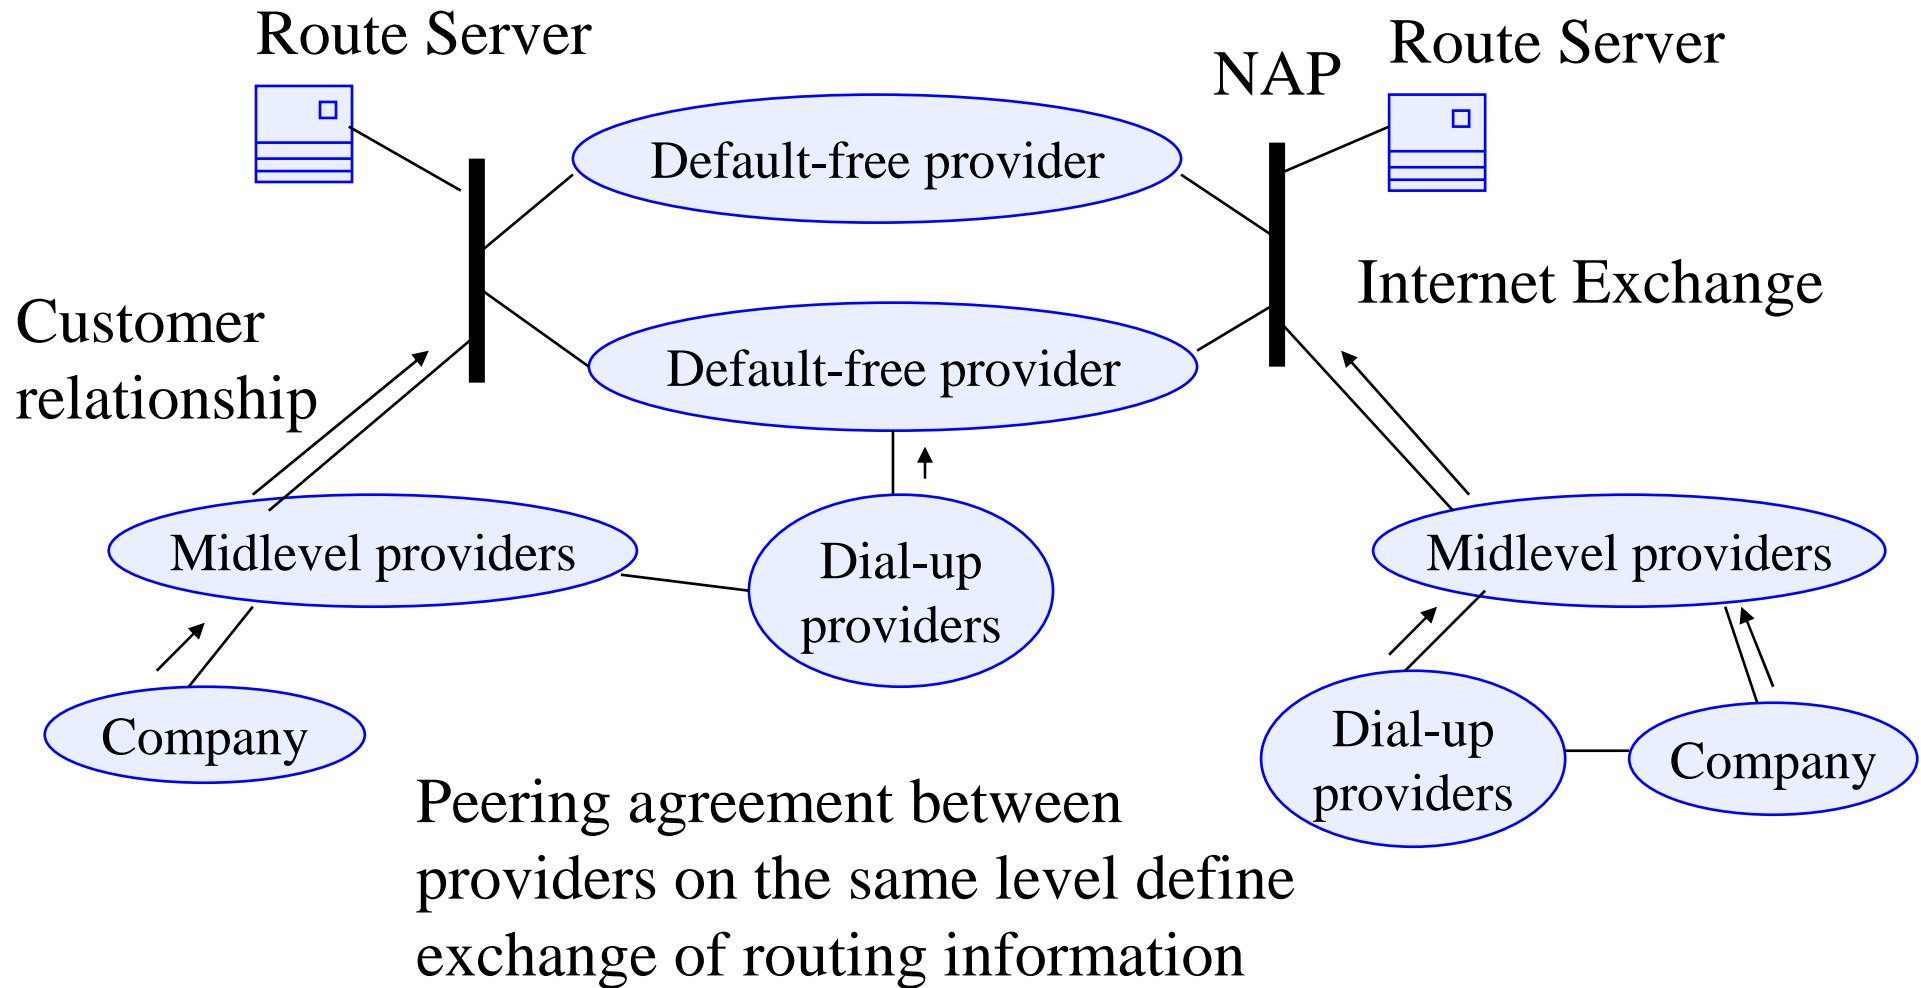 Route Server
NAP
Route Server
Default-free provider
Internet Exchange
Customer
relationship
Default-free provider
Midlevel providers
Dial-up
providers
Midlevel providers
Company
Dial-up
providers
Company
Peering agreement between
providers on the same level define
exchange of routing information